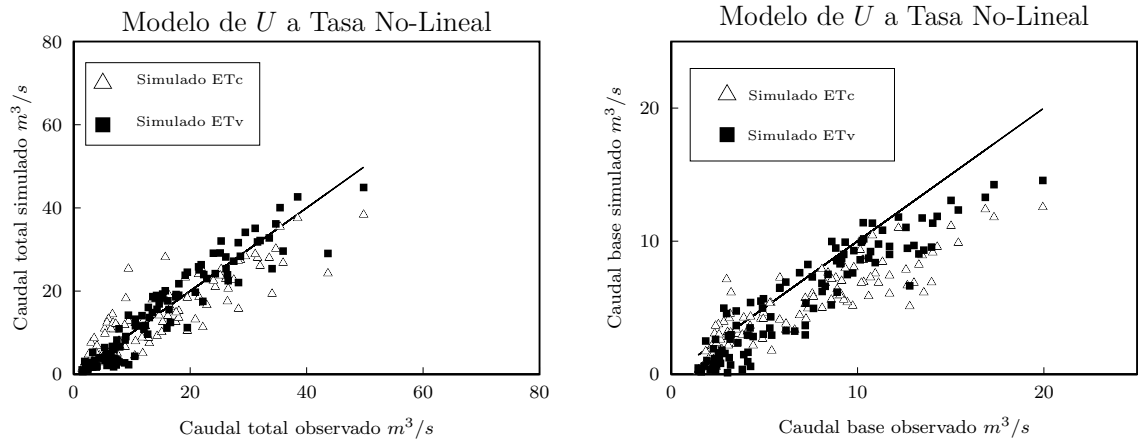 Modelo de U a Tasa No-Lineal
80
60
40
20
0
0
20
40
60
80
Caudal total simulado m³/s
Caudal total observado m³/s
Simulado ETc
Simulado ETv
Modelo de U a Tasa No-Lineal
20
10
0
0
10
20
Caudal base simulado m³/s
Caudal base observado m³/s
Simulado ETc
Simulado ETv